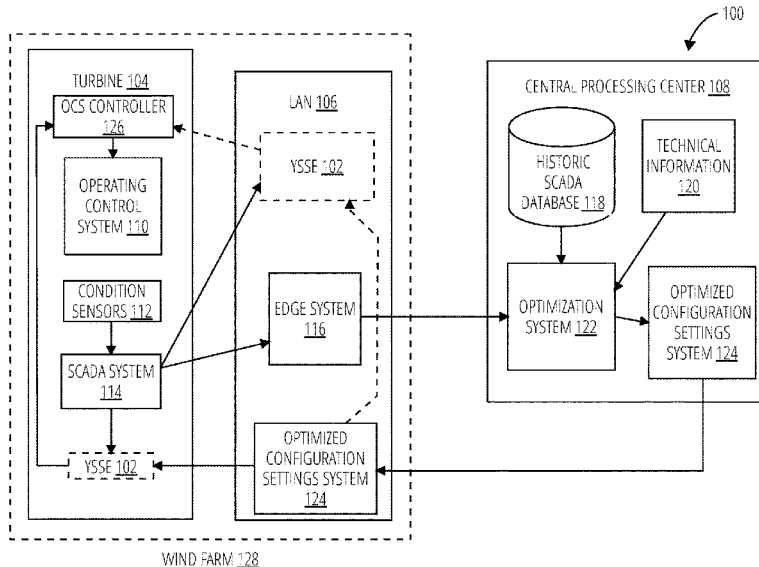 100
TURBINE 104
OCS CONTROLLER
126
OPERATING
CONTROL
SYSTEM 110
CONDITION
SENSORS 112
SCADA SYSTEM
114
YSSE 102
LAN 106
YSSE 102
EDGE SYSTEM
116
OPTIMIZED
CONFIGURATION
SETTINGS SYSTEM
124
WIND FARM 128
CENTRAL PROCESSING CENTER 108
HISTORIC
SCADA
DATABASE 118
TECHNICAL
INFORMATION
120
OPTIMIZATION
SYSTEM 122
OPTIMIZED
CONFIGURATION
SETTINGS
SYSTEM 124